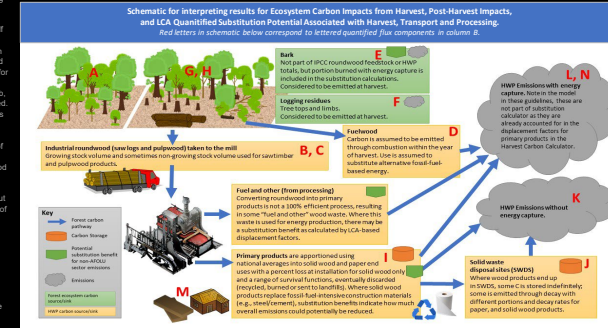 Schematic for interpreting results for Ecosystem Carbon Impacts from Harvest, Post-Harvest Impacts,
and LCA Quanitified Substitution Potential Associated with Harvest, Transport and Processing.
Red letters in schematic below correspond to lettered quantified flux components in column B.
A
G, H
Bark
E
Not part of IPCC roundwood feedstock or HWP
totals, but portion burned with energy capture is
included in the substitution calculations.
Considered to be emitted at harvest.
Logging residues
F
Tree tops and limbs.
Considered to be emitted at harvest.
L, N
HWP Emissions with energy
capture. Note in the model
in these guidelines, these are
not part of substitution
calculator as they are
already accounted for in the
displacement factors for
primary products in the
Harvest Carbon Calculator.
Fuelwood
D
Carbon is assumed to be emitted
through combustion within the year
of harvest. Use is assumed to
substitute alternative fossil-fuel-
based energy.
Industrial roundwood (saw logs and pulpwood) taken to the mill
B, C
Growing stock volume and sometimes non-growing stock volume used for sawtimber
and pulpwood products.
Fuel and other (from processing)
Converting roundwood into primary
products is not a 100% efficient process, resulting
in some "fuel and other" wood waste. Where this
waste is used for energy production, there may be
a substitution benefit as calculated by LCA-based
displacement factors.
K
HWP Emissions without
energy capture.
Key
Forest carbon
pathway
Carbon Storage
Potential
substitution benefit
for non-AFOLU
sector emissions
Emissions
Forest ecosystem carbon
source/sink
HWP carbon source/sink
M
I
Primary products are apportioned using
national averages into solid wood and paper end
uses with a percent loss at installation for solid wood only
and a range of survival functions, eventually discarded
(recycled, burned or sent to landfills). Where solid wood
products replace fossil-fuel-intensive construction materials
(e.g., steel/cement), substitution benefits indicate how much
overall emissions could potentially be reduced.
Solid waste
disposal sites (SWDS)
J
Where wood products end up
in SWDS, some C is stored indefinitely;
some is emitted through decay with
different portions and decay rates for
paper, and solid wood products.